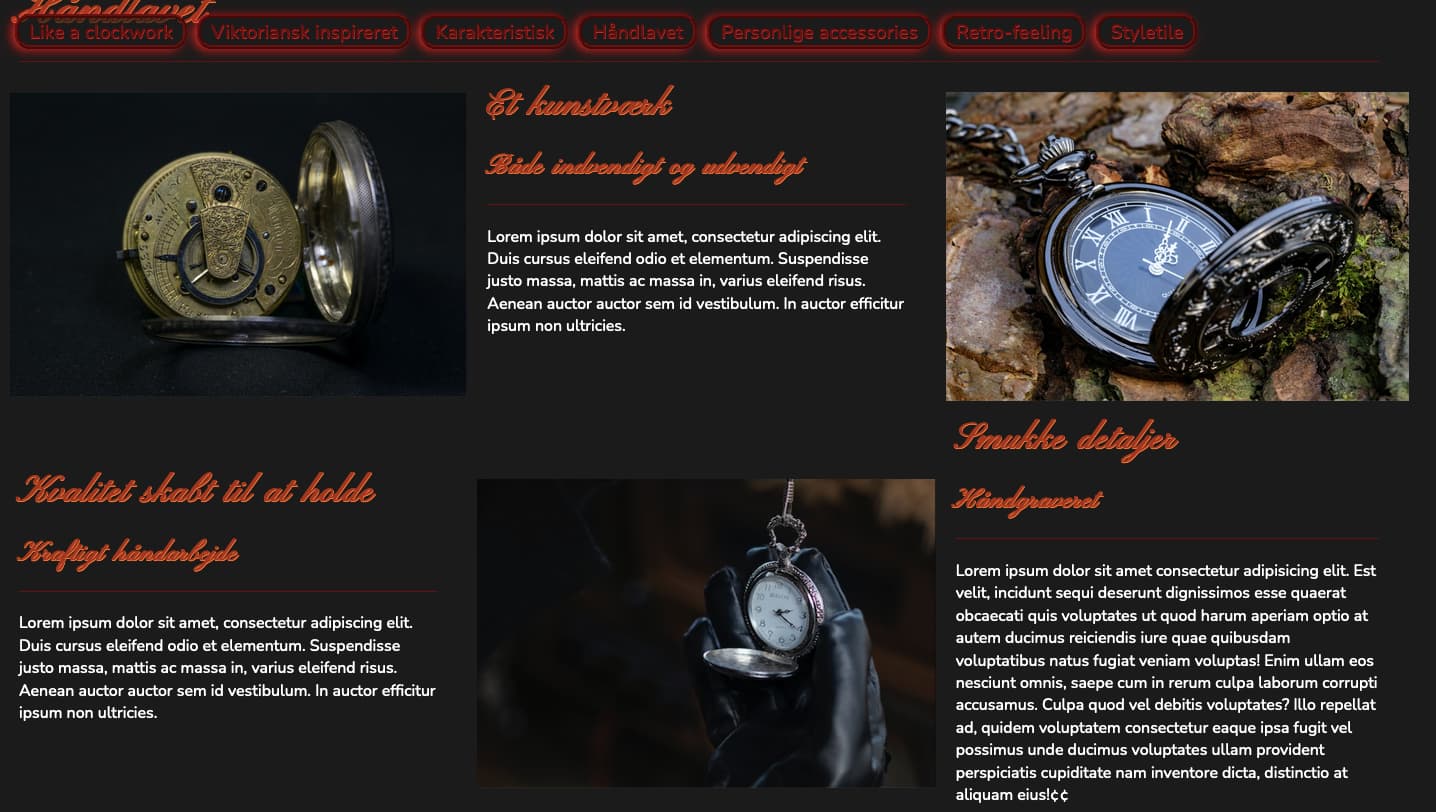 Håndlavet
Like a clockwork
Viktoriansk inspireret
Karakteristisk
Håndlavet
Personlige accessories
Retro-feeling
Styletile
Et kunstværk
Både indvendigt og udvendigt
Lorem ipsum dolor sit amet, consectetur adipiscing elit.
Duis cursus eleifend odio et elementum. Suspendisse
justo massa, mattis ac massa in, varius eleifend risus.
Aenean auctor auctor sem id vestibulum. In auctor efficitur
ipsum non ultricies.
XII
I
II
XI
X
IX
VIII
VII
Kvalitet skabt til at holde
Kraftigt håndarbejde
Lorem ipsum dolor sit amet, consectetur adipiscing elit.
Duis cursus eleifend odio et elementum. Suspendisse
justo massa, mattis ac massa in, varius eleifend risus.
Aenean auctor auctor sem id vestibulum. In auctor efficitur
ipsum non ultricies.
Smukke detaljer
Håndgraveret
Lorem ipsum dolor sit amet consectetur adipisicing elit. Est
velit, incidunt sequi deserunt dignissimos esse quaerat
obcaecati quis voluptates ut quod harum aperiam optio at
autem ducimus reiciendis iure quae quibusdam
voluptatibus natus fugiat veniam voluptas! Enim ullam eos
nesciunt omnis, saepe cum in rerum culpa laborum corrupti
accusamus. Culpa quod vel debitis voluptates? Illo repellat
ad, quidem voluptatem consectetur eaque ipsa fugit vel
possimus unde ducimus voluptates ullam provident
perspiciatis cupiditate nam inventore dicta, distinctio at
aliquam eius!¢¢